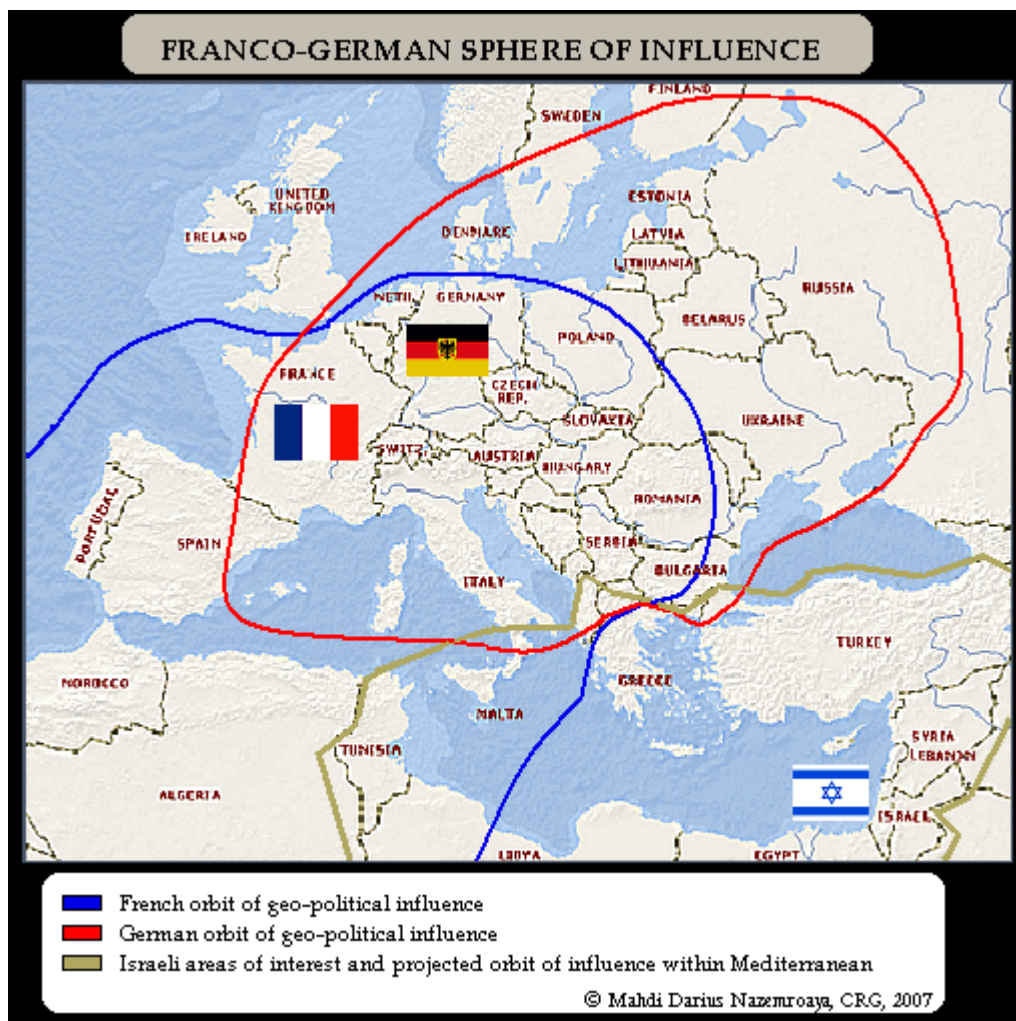 FRANCO-GERMAN SPHERE OF INFLUENCE
FINLAND
SWEDEN
UNITED
KINGDOM
ESTONIA
IRELAND
DENMARK
LATVIA
LITHUANIA
NETH.
GERMANY
RUSSIA
BELARUS
POLAND
FRANCE
CZECH
REP.
SLOVAKIA
UKRAINE
SWITZ.
AUSTRIA
HUNGARY
ROMANIA
PORTUGAL
SPAIN
SERBIA
ITALY
BULGARIA
TURKEY
MOROCCO
GREECE
MALTA
TUNISIA
SYRIA
LEBANON
ALGERIA
ISRAEL
LIBYA
EGYPT
French orbit of geo-political influence
German orbit of geo-political influence
Israeli areas of interest and projected orbit of influence within Mediterranean
© Mahdi Darius Nazemroaya, CRG, 2007